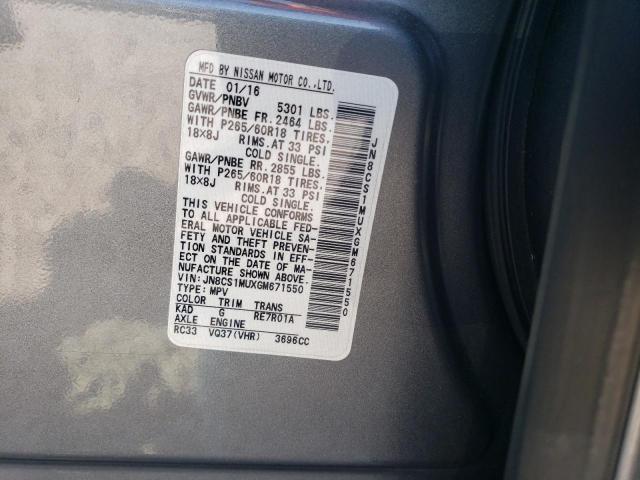 MFD BY NISSAN MOTOR CO.,LTD.
DATE 01/16
GVWR/PNBV 5301 LBS.
GAWR/PNBE FR. 2464 LBS.
WITH P265/60R18 TIRES,
18×8J RIMS.AT 33 PSI
COLD SINGLE.
GAWR/PNBE RR. 2855 LBS.
WITH P265/60R18 TIRES,
18×8J RIMS.AT 33 PSI
COLD SINGLE.
THIS VEHICLE CONFORMS
TO ALL APPLICABLE FED-
ERAL MOTOR VEHICLE SA-
FETY AND THEFT PREVEN-
TION STANDARDS IN EFF-
ECT ON THE DATE OF MA-
NUFACTURE SHOWN ABOVE.
VIN:JN8CS1MUXGM671550
TYPE: MPV
COLOR TRIM TRANS
KAD G RE7R01A
AXLE ENGINE
RC33 VQ37(VHR) 3696CC
JN8CS1MUXGM671550